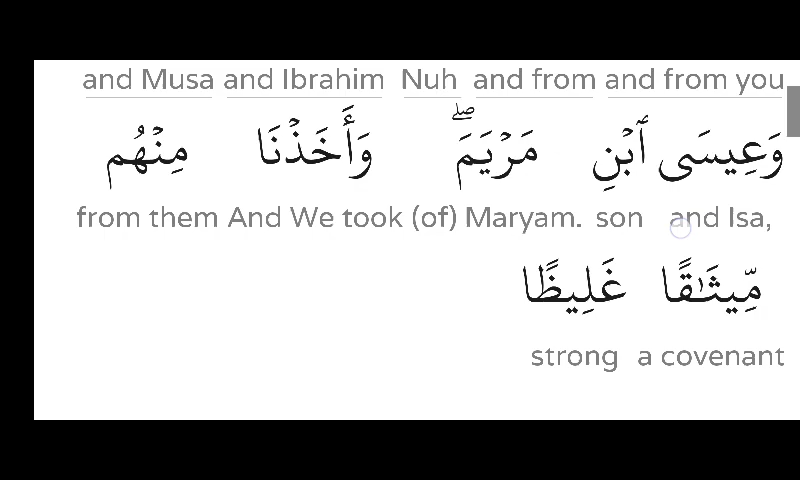 and Musa and Ibrahim Nuh and from and from you
وَعِيسَى ٱبْنِ مَرْيَمَ ۖ وَأَخَذْنَا مِنْهُم
from them And We took (of) Maryam. son and Isa,
مِّيثَـٰقًا غَلِيظًا
strong a covenant